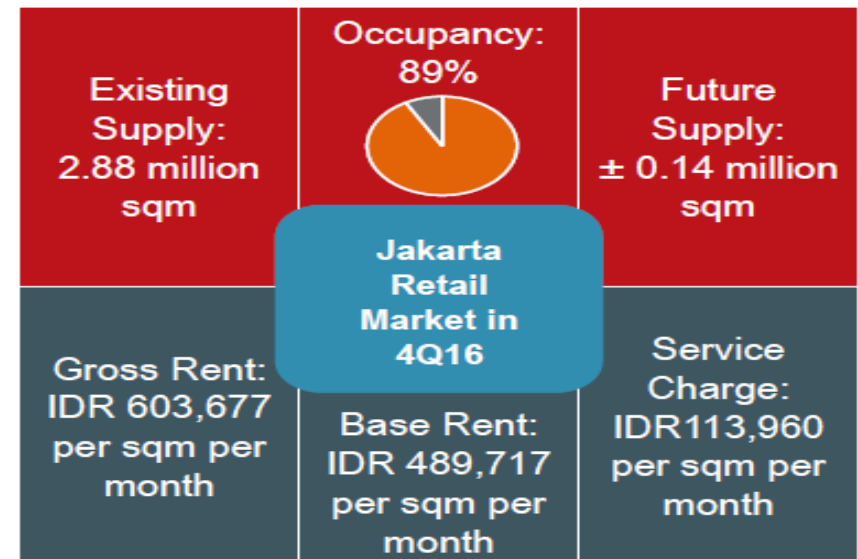 Existing
Supply:
2.88 million
sqm
Occupancy:
89%
Future
Supply:
± 0.14 million
sqm
Jakarta
Retail
Market in
4Q16
Gross Rent:
IDR 603,677
per sqm per
month
Base Rent:
IDR 489,717
per sqm per
month
Service
Charge:
IDR113,960
per sqm per
month